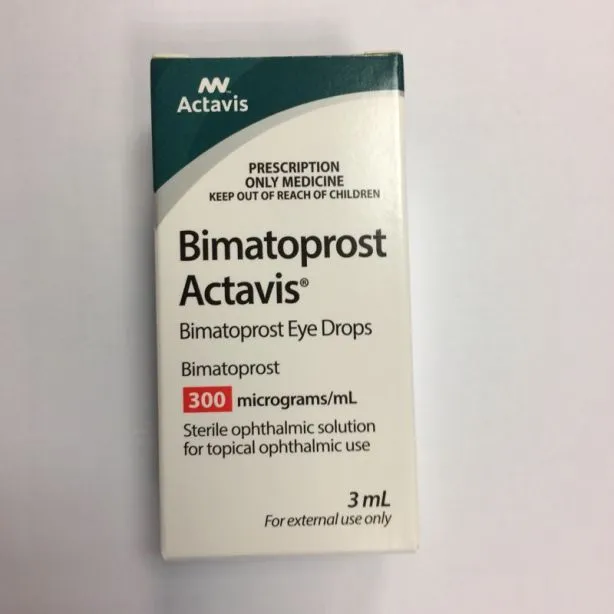 Actavis
PRESCRIPTION
ONLY MEDICINE
KEEP OUT OF REACH OF CHILDREN
Bimatoprost
Actavis®
Bimatoprost Eye Drops
Bimatoprost
300 micrograms/mL
Sterile ophthalmic solution
for topical ophthalmic use
3 mL
For external use only